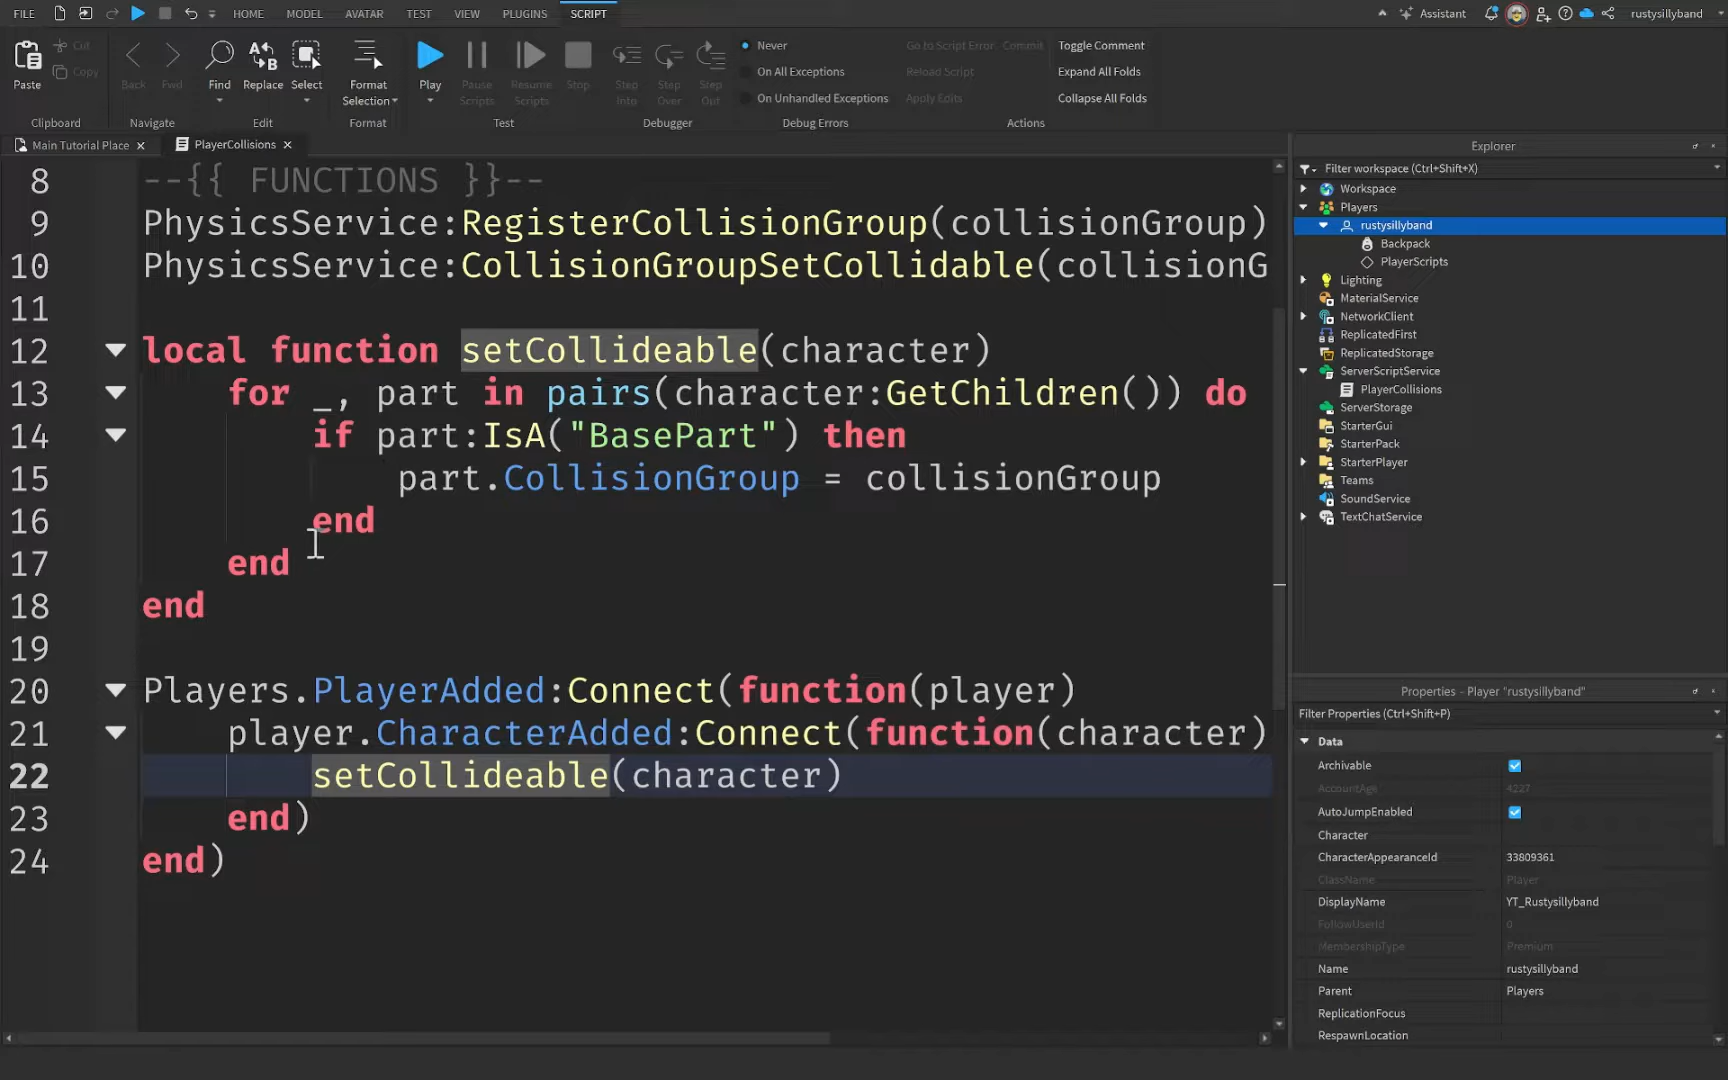 FILE HOME MODEL AVATAR TEST VIEW PLUGINS SCRIPT Assistant rustysillyband
Paste Cut Copy Back Fwd Find Replace Select Format Selection Play Pause Scripts Resume Scripts Stop Step Into Step Over Step Out
Never
On All Exceptions
On Unhandled Exceptions
Go to Script Error Commit
Reload Script
Apply Edits
Toggle Comment
Expand All Folds
Collapse All Folds
Clipboard Navigate Edit Format Test Debugger Debug Errors Actions
Main Tutorial Place PlayerCollisions
8 --{{ FUNCTIONS }}--
9 PhysicsService:RegisterCollisionGroup(collisionGroup)
10 PhysicsService:CollisionGroupSetCollidable(collisionG
11
12 local function setCollideable(character)
13 for _, part in pairs(character:GetChildren()) do
14 if part:IsA("BasePart") then
15 part.CollisionGroup = collisionGroup
16 end
17 end
18 end
19
20 Players.PlayerAdded:Connect(function(player)
21 player.CharacterAdded:Connect(function(character)
22 setCollideable(character)
23 end)
24 end)
Explorer
Filter workspace (Ctrl+Shift+X)
Workspace
Players
rustysillyband
Backpack
PlayerScripts
Lighting
MaterialService
NetworkClient
ReplicatedFirst
ReplicatedStorage
ServerScriptService
PlayerCollisions
ServerStorage
StarterGui
StarterPack
StarterPlayer
Teams
SoundService
TextChatService
Properties - Player "rustysillyband"
Filter Properties (Ctrl+Shift+P)
Data
Archivable
AccountAge 4227
AutoJumpEnabled
Character
CharacterAppearanceId 33809361
ClassName Player
DisplayName YT_Rustysillyband
FollowUserId 0
MembershipType Premium
Name rustysillyband
Parent Players
ReplicationFocus
RespawnLocation